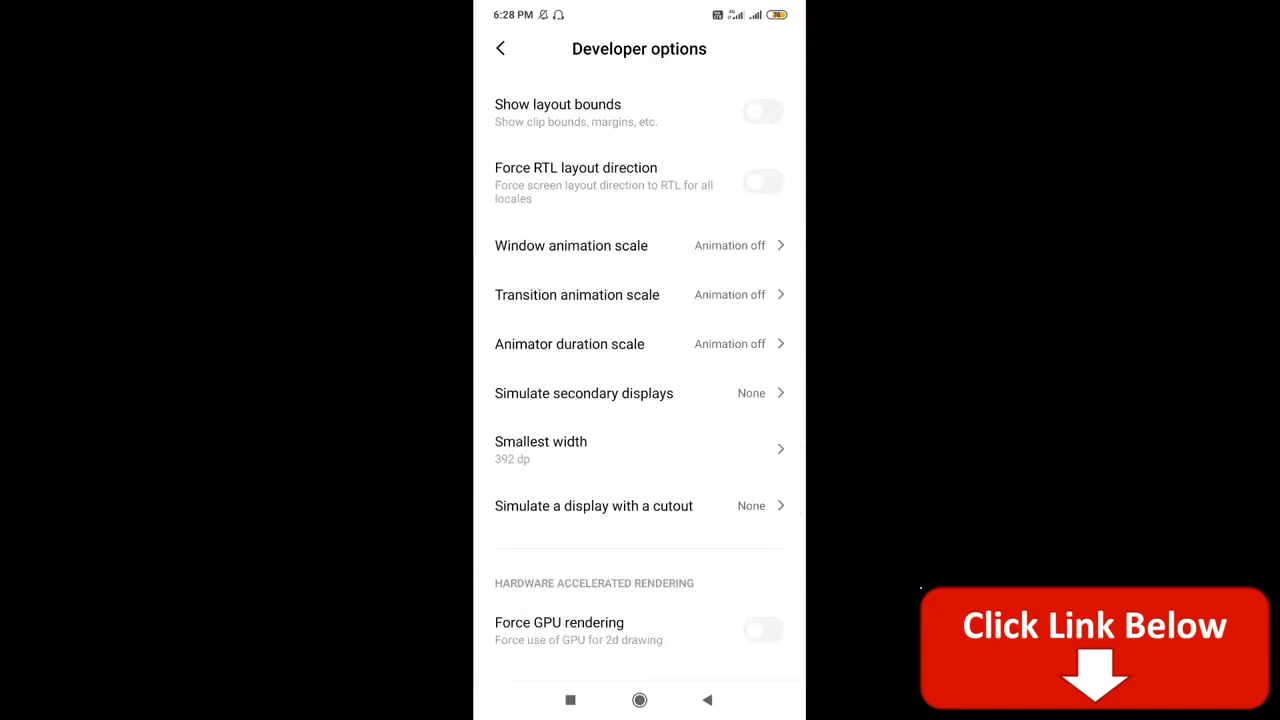 6:28 PM
74
Developer options
Show layout bounds
Show clip bounds, margins, etc.
Force RTL layout direction
Force screen layout direction to RTL for all
locales
Window animation scale Animation off
Transition animation scale Animation off
Animator duration scale Animation off
Simulate secondary displays None
Smallest width
392 dp
Simulate a display with a cutout None
HARDWARE ACCELERATED RENDERING
Force GPU rendering
Force use of GPU for 2d drawing
Click Link Below